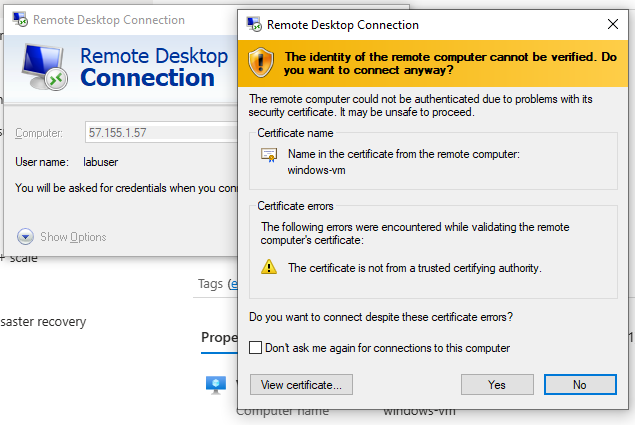 Remote Desktop Connection
Remote Desktop
Connection
Computer:
57.155.1.57
User name:
labuser
You will be asked for credentials when you conn
Show Options
+ scale
saster recovery
Tags (e
Prope
Computer name
windows-vm
Remote Desktop Connection
The identity of the remote computer cannot be verified. Do
you want to connect anyway?
The remote computer could not be authenticated due to problems with its
security certificate. It may be unsafe to proceed.
Certificate name
Name in the certificate from the remote computer:
windows-vm
Certificate errors
The following errors were encountered while validating the remote
computer's certificate:
The certificate is not from a trusted certifying authority.
Do you want to connect despite these certificate errors?
Don't ask me again for connections to this computer
View certificate...
Yes
No